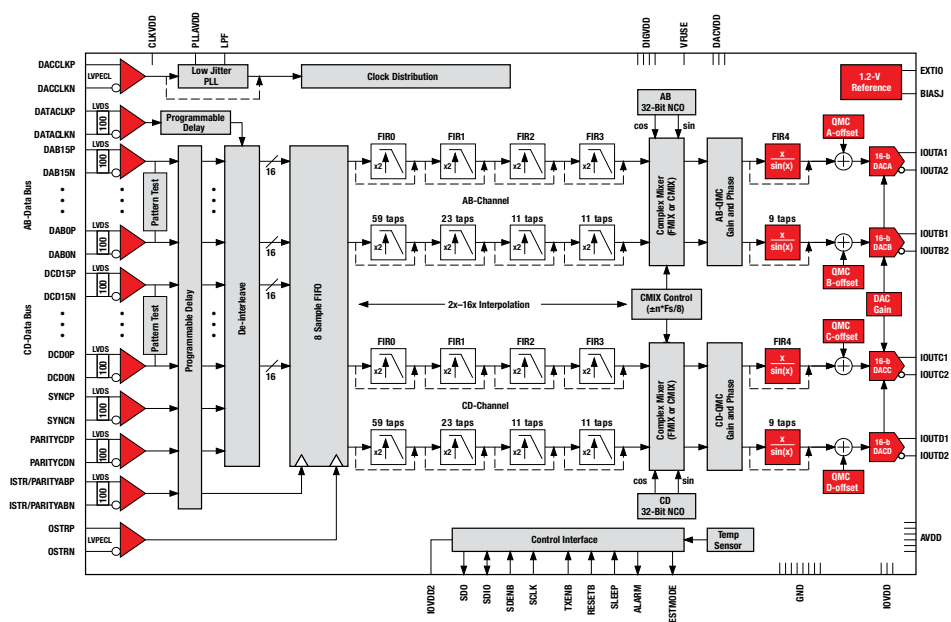 CLKVDD
PLLAVDD
LPF
DIGVDD
VFUSE
DACVDD
DACCLKP
LVPECL
DACCLKN
Low Jitter
PLL
Clock Distribution
AB
32-Bit NCO
cos
sin
1.2-V
Reference
EXTIO
BIASJ
DATACLKP
LVDS
100
DATACLKN
Programmable
Delay
FIR0
FIR1
FIR2
FIR3
FIR4
QMC
A-offset
DAB15P
LVDS
100
DAB15N
16
x2
x2
x2
x2
x
sin(x)
16-b
DACA
IOUTA1
IOUTA2
AB-Data Bus
Pattern Test
Programmable Delay
De-interleave
8 Sample FIFO
AB-Channel
Complex Mixer
(FMIX or CMIX)
AB-QMC
Gain and Phase
59 taps
23 taps
11 taps
11 taps
9 taps
DAB0P
LVDS
100
DAB0N
16
x2
x2
x2
x2
x
sin(x)
16-b
DACB
IOUTB1
IOUTB2
QMC
B-offset
DCD15P
LVDS
100
DCD15N
CD-Data Bus
Pattern Test
2x–16x Interpolation
CMIX Control
(±n*Fs/8)
DAC
Gain
FIR0
FIR1
FIR2
FIR3
FIR4
QMC
C-offset
DCD0P
LVDS
100
DCD0N
16
x2
x2
x2
x2
x
sin(x)
16-b
DACC
IOUTC1
IOUTC2
SYNCP
LVDS
100
SYNCN
CD-Channel
Complex Mixer
(FMIX or CMIX)
CD-QMC
Gain and Phase
59 taps
23 taps
11 taps
11 taps
9 taps
PARITYCDP
LVDS
100
PARITYCDN
x2
x2
x2
x2
x
sin(x)
16-b
DACD
IOUTD1
IOUTD2
ISTR/PARITYABP
LVDS
100
ISTR/PARITYABN
cos
sin
CD
32-Bit NCO
QMC
D-offset
OSTRP
LVPECL
OSTRN
Control Interface
Temp
Sensor
AVDD
IOVDD2
SDO
SDIO
SDENB
SCLK
TXENB
RESETB
SLEEP
ALARM
ESTMODE
GND
IOVDD